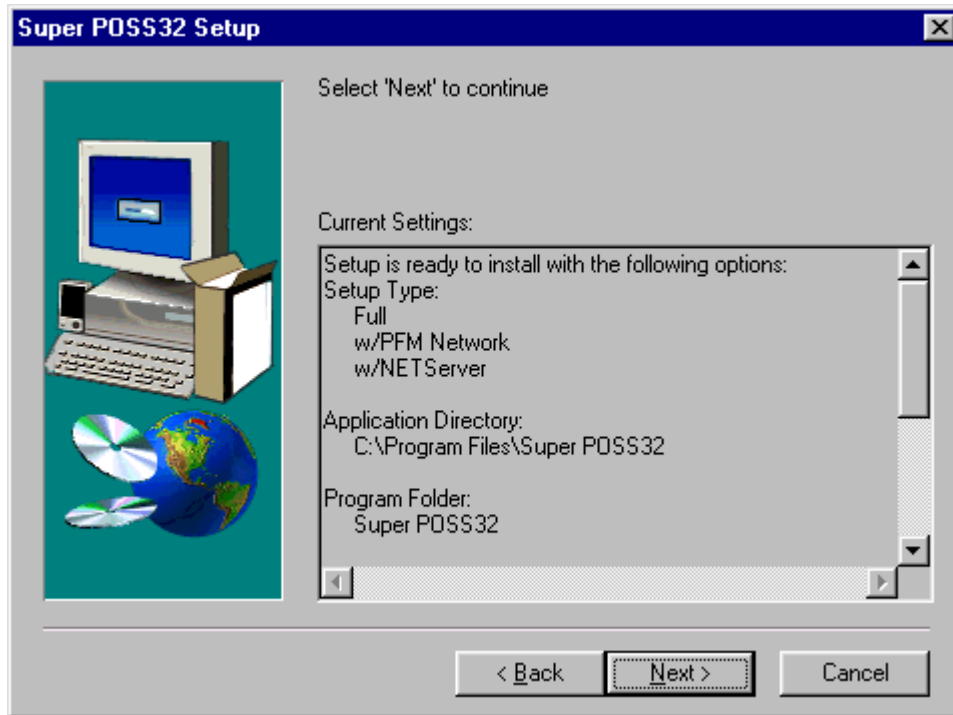 Super POSS32 Setup
Select 'Next' to continue
Current Settings:
Setup is ready to install with the following options:
Setup Type:
Full
w/PFM Network
w/NETServer
Application Directory:
C:\Program Files\Super POSS32
Program Folder:
Super POSS32
< Back
Next >
Cancel